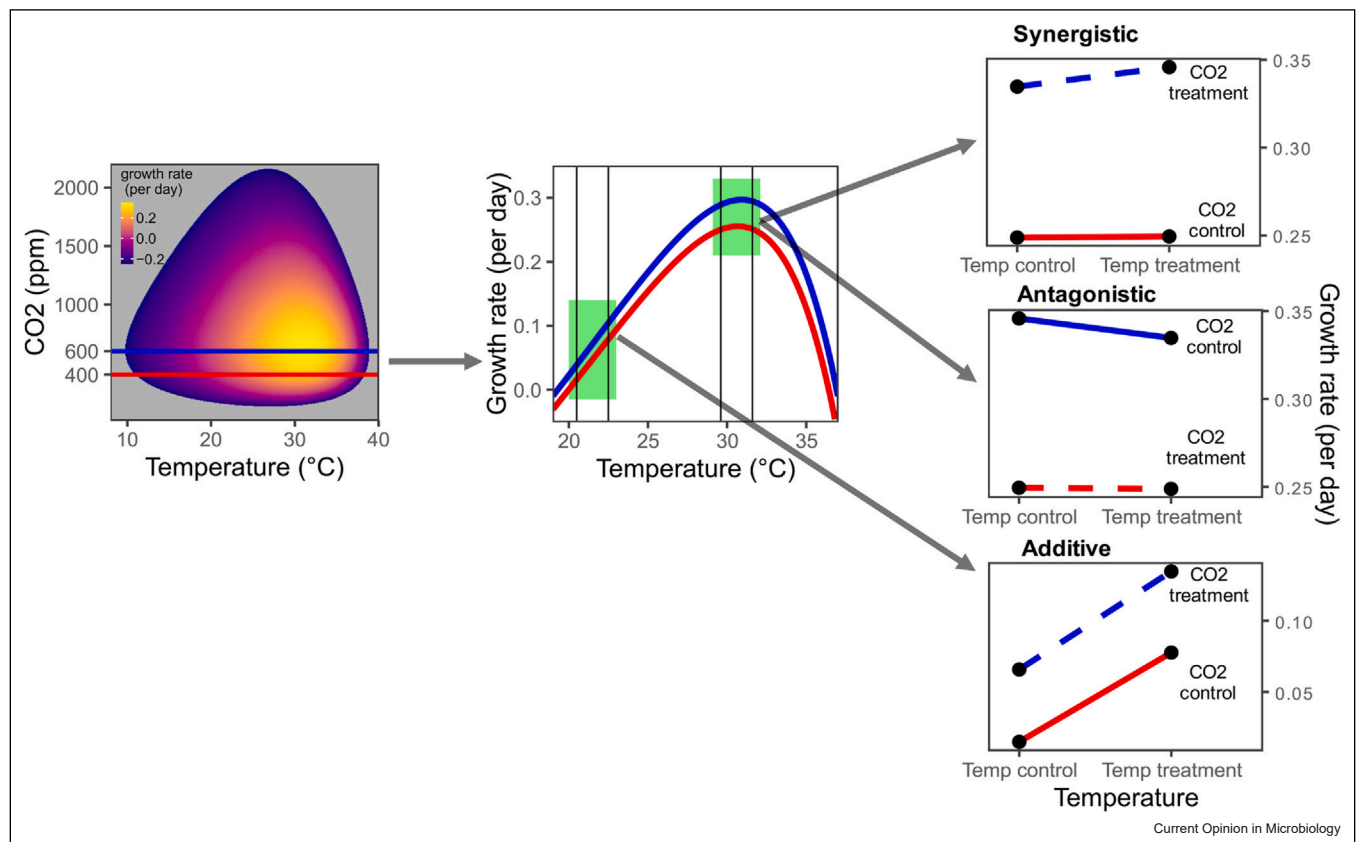 growth rate
(per day)
0.2
0.0
−0.2
2000
1500
1000
600
400
CO2 (ppm)
10
20
30
40
Temperature (°C)
0.3
0.2
0.1
0.0
Growth rate (per day)
20
25
30
35
Temperature (°C)
Synergistic
CO2
treatment
CO2
control
0.35
0.30
0.25
Temp control
Temp treatment
Antagonistic
CO2
control
CO2
treatment
0.35
0.30
0.25
Temp control
Temp treatment
Growth rate (per day)
Additive
CO2
treatment
CO2
control
0.10
0.05
Temp control
Temp treatment
Temperature
Current Opinion in Microbiology